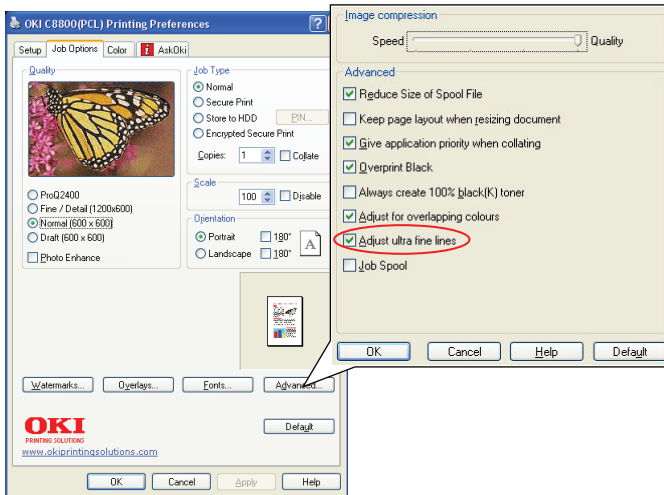 OKI C8800(PCL) Printing Preferences
?
Setup
Job Options
Color
i AskOki
Quality
ProQ2400
Fine / Detail (1200x600)
Normal (600 x 600)
Draft (600 x 600)
Photo Enhance
Job Type
Normal
Secure Print
Store to HDD
PIN...
Encrypted Secure Print
Copies: 1
Collate
Scale
100
Disable
Orientation
Portrait
180°
Landscape
180°
A
Watermarks...
Overlays...
Fonts...
Advanced...
OKI
PRINTING SOLUTIONS
www.okiprintingsolutions.com
Default
OK
Cancel
Apply
Help
Image compression
Speed
Quality
Advanced
Reduce Size of Spool File
Keep page layout when resizing document
Give application priority when collating
Overprint Black
Always create 100% black(K) toner
Adjust for overlapping colours
Adjust ultra fine lines
Job Spool
OK
Cancel
Help
Default